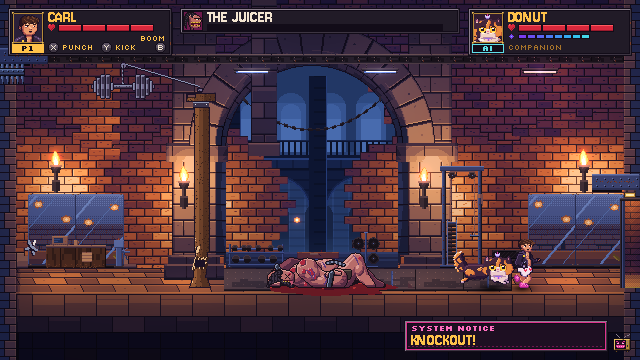 CARL
BOOM
P1
X PUNCH Y KICK B
THE JUICER
DONUT
AI
COMPANION
SYSTEM NOTICE
KNOCKOUT!